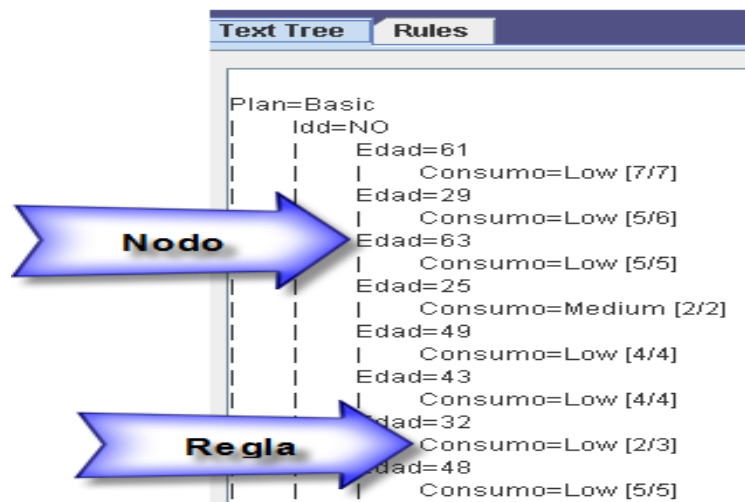 Text Tree Rules
Plan=Basic
| Idd=NO
| | Edad=61
| | | Consumo=Low [7/7]
| | Edad=29
| | | Consumo=Low [5/6]
Nodo
| | Edad=63
| | | Consumo=Low [5/5]
| | Edad=25
| | | Consumo=Medium [2/2]
| | Edad=49
| | | Consumo=Low [4/4]
| | Edad=43
| | | Consumo=Low [4/4]
| | Edad=32
Regla
| | | Consumo=Low [2/3]
| | Edad=48
| | | Consumo=Low [5/5]